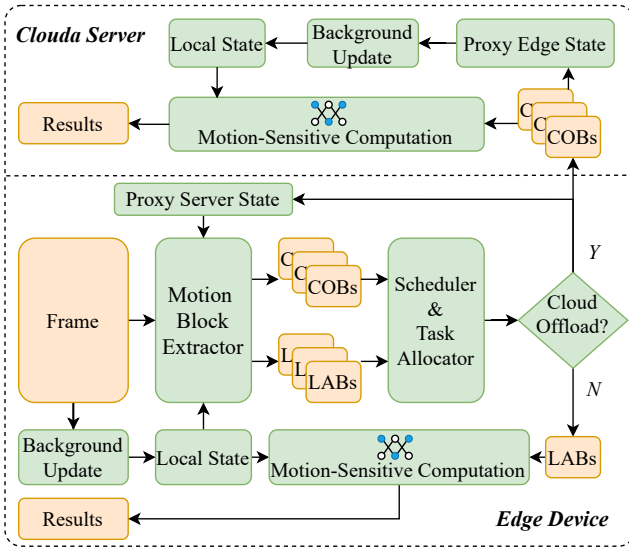 Clouda Server
Local State
Background
Update
Proxy Edge State
Results
Motion-Sensitive Computation
C
C
COBs
Proxy Server State
Frame
Motion
Block
Extractor
C
C
COBs
L
L
LABs
Scheduler
&
Task
Allocator
Y
Cloud
Offload?
N
Background
Update
Local State
Motion-Sensitive Computation
LABs
Results
Edge Device